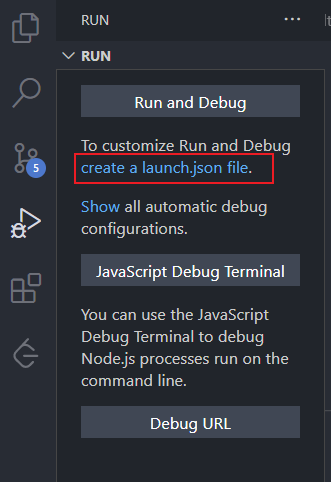 RUN
RUN
Run and Debug
To customize Run and Debug
create a launch.json file.
Show all automatic debug
configurations.
JavaScript Debug Terminal
You can use the JavaScript
Debug Terminal to debug
Node.js processes run on the
command line.
Debug URL
5